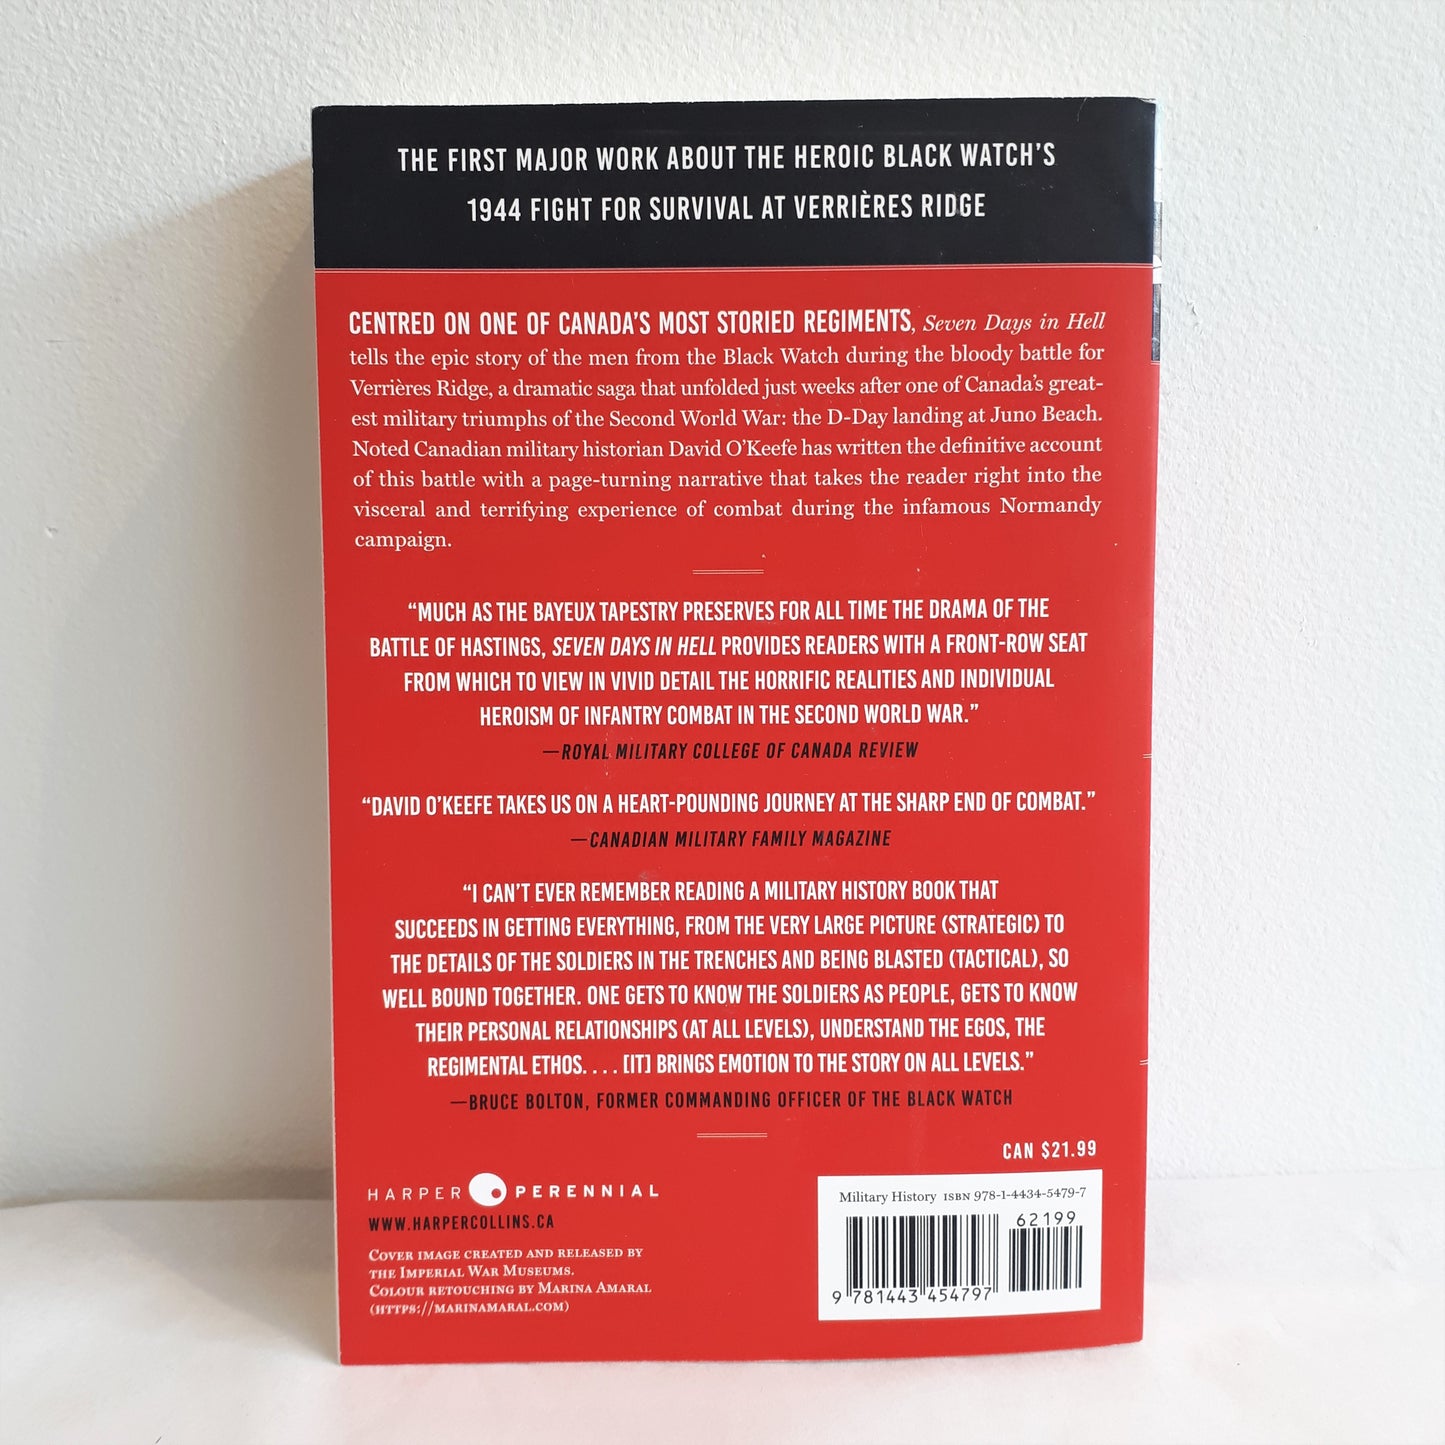 THE FIRST MAJOR WORK ABOUT THE HEROIC BLACK WATCH'S
1944 FIGHT FOR SURVIVAL AT VERRIÈRES RIDGE
CENTRED ON ONE OF CANADA'S MOST STORIED REGIMENTS, Seven Days in Hell
tells the epic story of the men from the Black Watch during the bloody battle for
Verrières Ridge, a dramatic saga that unfolded just weeks after one of Canada's great-
est military triumphs of the Second World War: the D-Day landing at Juno Beach.
Noted Canadian military historian David O'Keefe has written the definitive account
of this battle with a page-turning narrative that takes the reader right into the
visceral and terrifying experience of combat during the infamous Normandy
campaign.
"MUCH AS THE BAYEUX TAPESTRY PRESERVES FOR ALL TIME THE DRAMA OF THE
BATTLE OF HASTINGS, SEVEN DAYS IN HELL PROVIDES READERS WITH A FRONT-ROW SEAT
FROM WHICH TO VIEW IN VIVID DETAIL THE HORRIFIC REALITIES AND INDIVIDUAL
HEROISM OF INFANTRY COMBAT IN THE SECOND WORLD WAR."
—ROYAL MILITARY COLLEGE OF CANADA REVIEW
"DAVID O'KEEFE TAKES US ON A HEART-POUNDING JOURNEY AT THE SHARP END OF COMBAT."
—CANADIAN MILITARY FAMILY MAGAZINE
"I CAN'T EVER REMEMBER READING A MILITARY HISTORY BOOK THAT
SUCCEEDS IN GETTING EVERYTHING, FROM THE VERY LARGE PICTURE (STRATEGIC) TO
THE DETAILS OF THE SOLDIERS IN THE TRENCHES AND BEING BLASTED (TACTICAL), SO
WELL BOUND TOGETHER. ONE GETS TO KNOW THE SOLDIERS AS PEOPLE, GETS TO KNOW
THEIR PERSONAL RELATIONSHIPS (AT ALL LEVELS), UNDERSTAND THE EGOS, THE
REGIMENTAL ETHOS. . . . [IT] BRINGS EMOTION TO THE STORY ON ALL LEVELS."
—BRUCE BOLTON, FORMER COMMANDING OFFICER OF THE BLACK WATCH
CAN $21.99
HARPER PERENNIAL
WWW.HARPERCOLLINS.CA
COVER IMAGE CREATED AND RELEASED BY
THE IMPERIAL WAR MUSEUMS.
COLOUR RETOUCHING BY MARINA AMARAL
(HTTPS://MARINAMARAL.COM)
Military History ISBN 978-1-4434-5479-7
62199
9 781443 454797